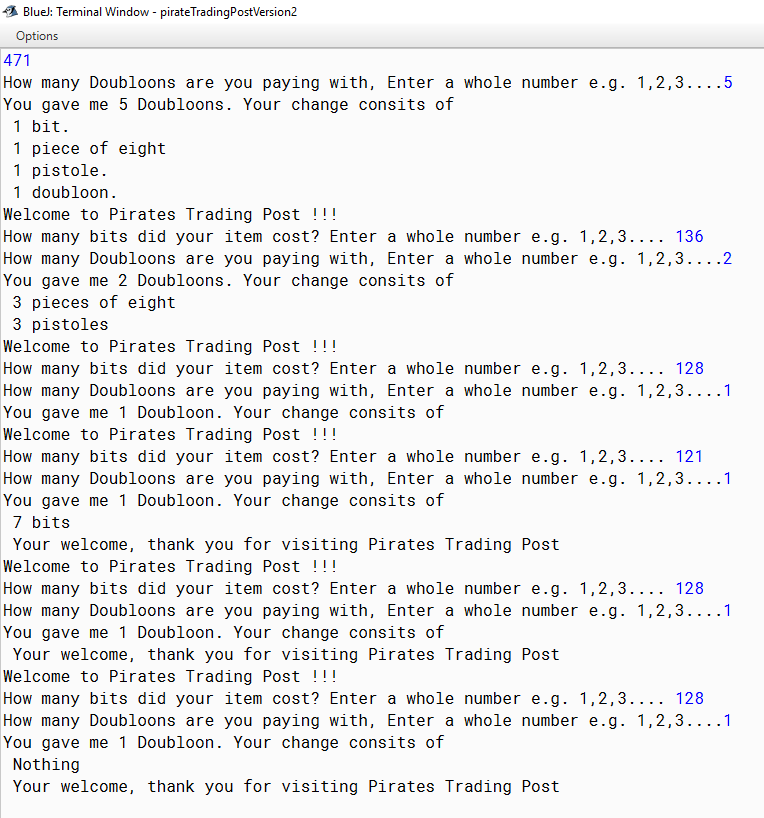 BlueJ: Terminal Window - pirateTradingPostVersion2
Options
471
How many Doubloons are you paying with, Enter a whole number e.g. 1,2,3....5
You gave me 5 Doubloons. Your change consits of
1 bit.
1 piece of eight
1 pistole.
1 doubloon.
Welcome to Pirates Trading Post !!!
How many bits did your item cost? Enter a whole number e.g. 1,2,3.... 136
How many Doubloons are you paying with, Enter a whole number e.g. 1,2,3....2
You gave me 2 Doubloons. Your change consits of
3 pieces of eight
3 pistoles
Welcome to Pirates Trading Post !!!
How many bits did your item cost? Enter a whole number e.g. 1,2,3.... 128
How many Doubloons are you paying with, Enter a whole number e.g. 1,2,3....1
You gave me 1 Doubloon. Your change consits of
Welcome to Pirates Trading Post !!!
How many bits did your item cost? Enter a whole number e.g. 1,2,3.... 121
How many Doubloons are you paying with, Enter a whole number e.g. 1,2,3....1
You gave me 1 Doubloon. Your change consits of
7 bits
Your welcome, thank you for visiting Pirates Trading Post
Welcome to Pirates Trading Post !!!
How many bits did your item cost? Enter a whole number e.g. 1,2,3.... 128
How many Doubloons are you paying with, Enter a whole number e.g. 1,2,3....1
You gave me 1 Doubloon. Your change consits of
Your welcome, thank you for visiting Pirates Trading Post
Welcome to Pirates Trading Post !!!
How many bits did your item cost? Enter a whole number e.g. 1,2,3.... 128
How many Doubloons are you paying with, Enter a whole number e.g. 1,2,3....1
You gave me 1 Doubloon. Your change consits of
Nothing
Your welcome, thank you for visiting Pirates Trading Post